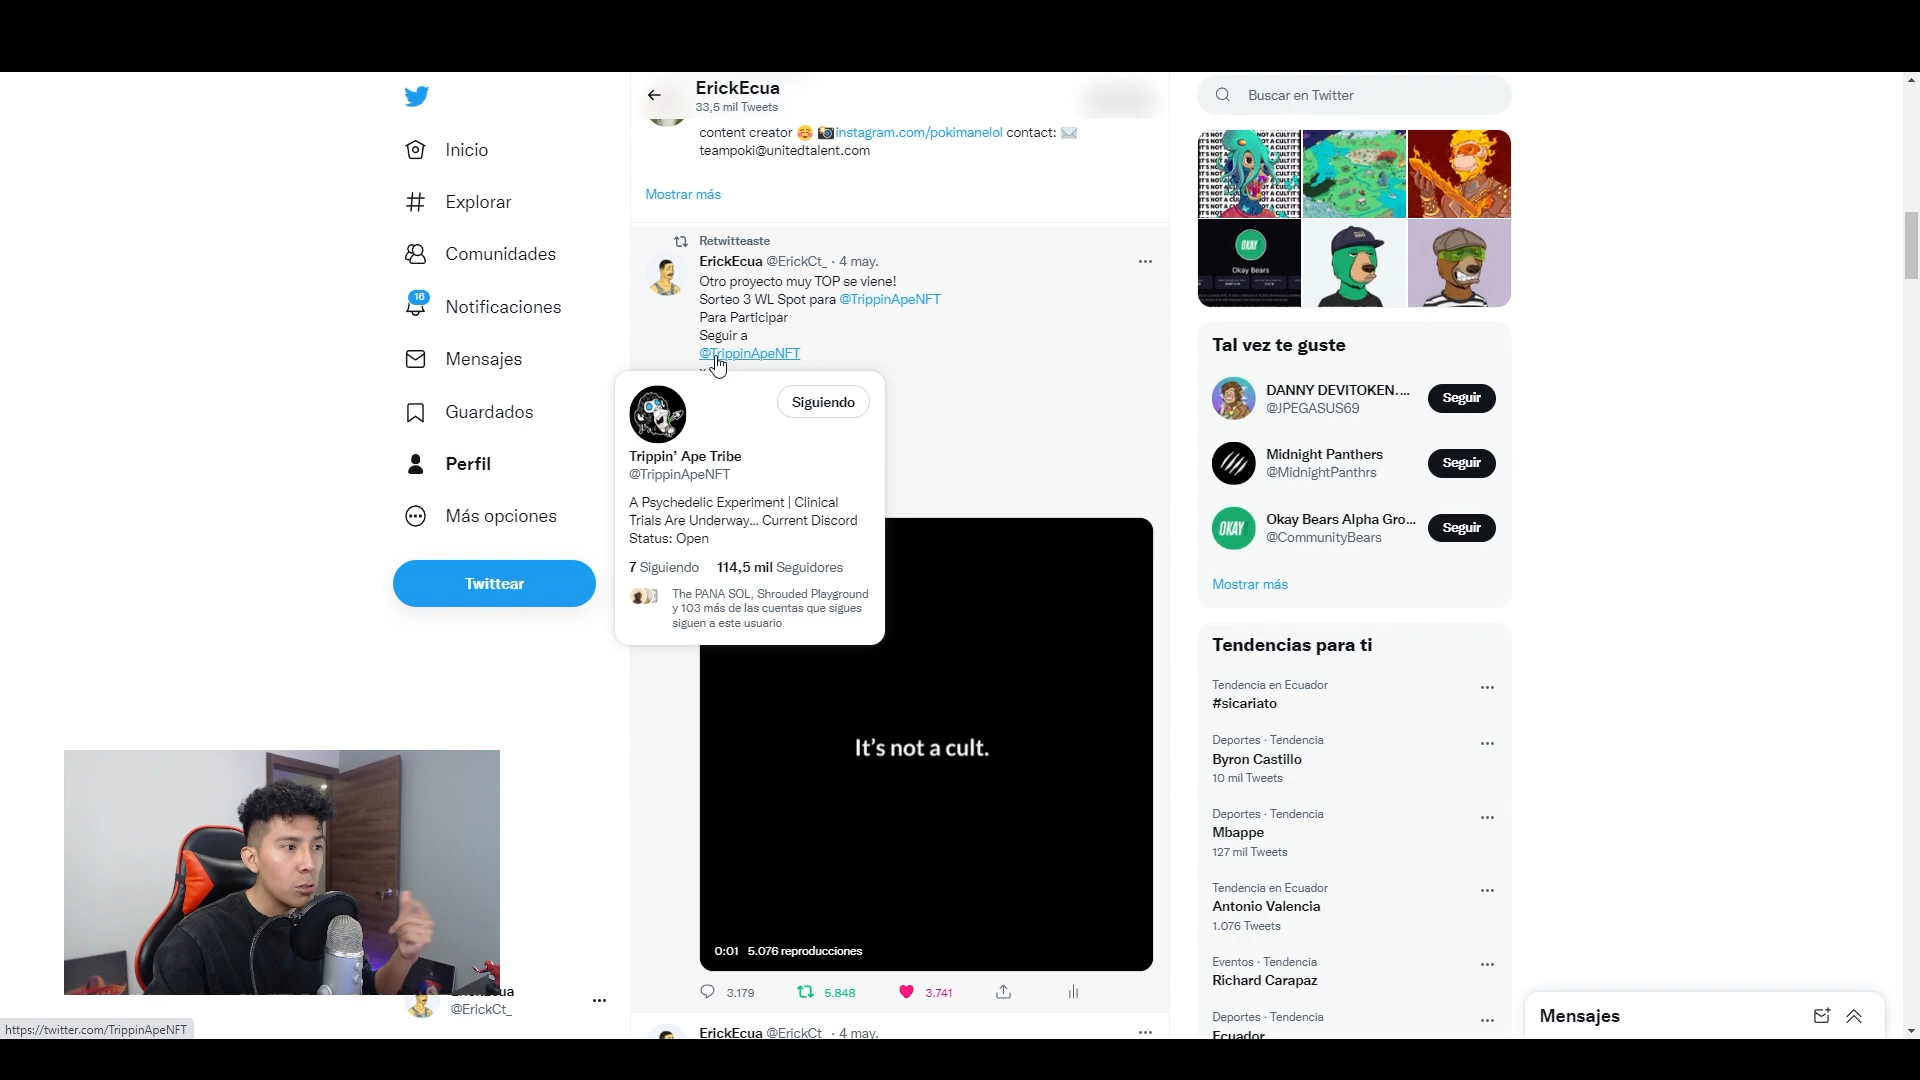 ErickEcua
33,5 mil Tweets
content creator instagram.com/pokimanelol contact:
teampoki@unitedtalent.com
Mostrar más
Inicio
Explorar
Comunidades
16
Notificaciones
Mensajes
Guardados
Perfil
Más opciones
Twittear
@ErickCt_
Retwitteaste
ErickEcua @ErickCt_ · 4 may.
Otro proyecto muy TOP se viene!
Sorteo 3 WL Spot para @TrippinApeNFT
Para Participar
Seguir a
@TrippinApeNFT
Siguiendo
Trippin' Ape Tribe
@TrippinApeNFT
A Psychedelic Experiment | Clinical
Trials Are Underway... Current Discord
Status: Open
7 Siguiendo 114,5 mil Seguidores
The PANA SOL, Shrouded Playground
y 103 más de las cuentas que sigues
siguen a este usuario
It's not a cult.
0:01 5.076 reproducciones
3.179 5.848 3.741
ErickEcua @ErickCt_ · 4 may.
Buscar en Twitter
OKAY
Okay Bears
Tal vez te guste
DANNY DEVITOKEN....
@JPEGASUS69
Seguir
Midnight Panthers
@MidnightPanthrs
Seguir
OKAY
Okay Bears Alpha Gro...
@CommunityBears
Seguir
Mostrar más
Tendencias para ti
Tendencia en Ecuador
#sicariato
Deportes · Tendencia
Byron Castillo
10 mil Tweets
Deportes · Tendencia
Mbappe
127 mil Tweets
Tendencia en Ecuador
Antonio Valencia
1.076 Tweets
Eventos · Tendencia
Richard Carapaz
Deportes · Tendencia
Ecuador
Mensajes
https://twitter.com/TrippinApeNFT